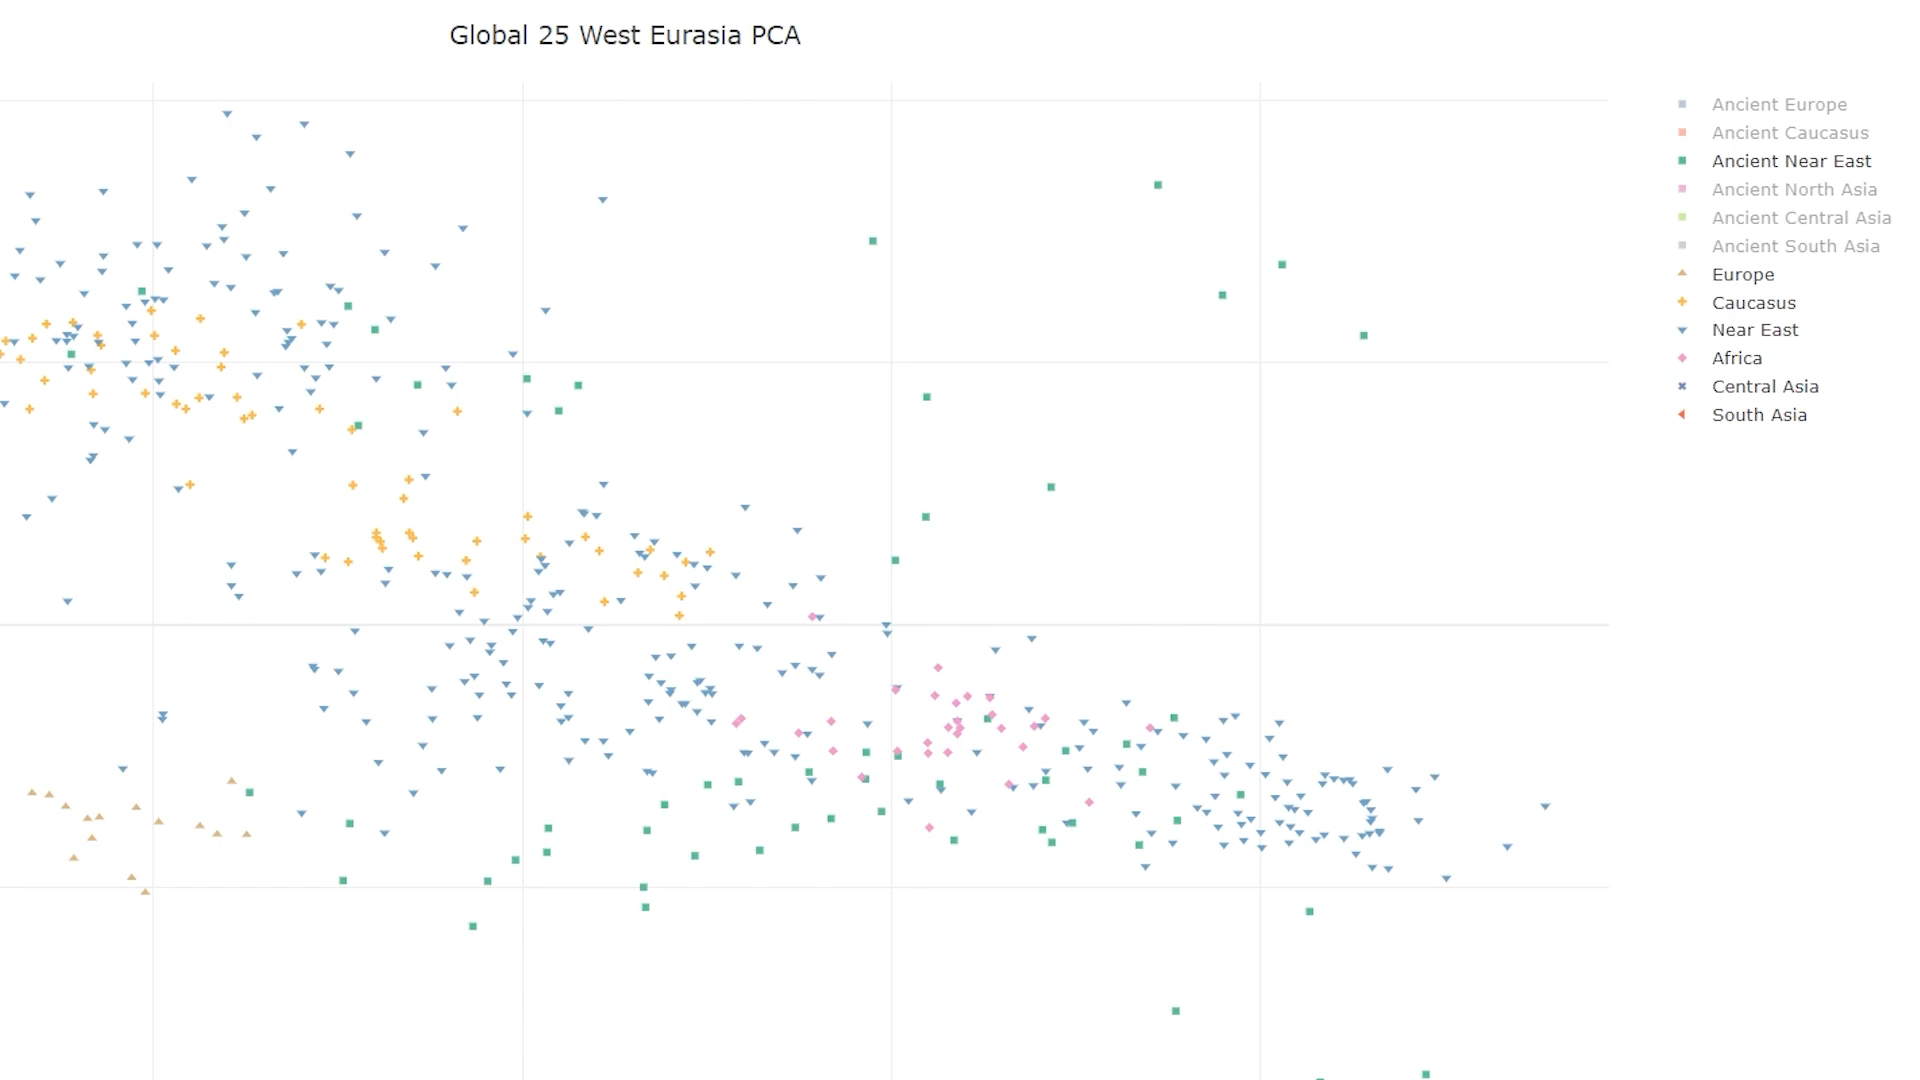 Global 25 West Eurasia PCA
Ancient Europe
Ancient Caucasus
Ancient Near East
Ancient North Asia
Ancient Central Asia
Ancient South Asia
Europe
Caucasus
Near East
Africa
Central Asia
South Asia